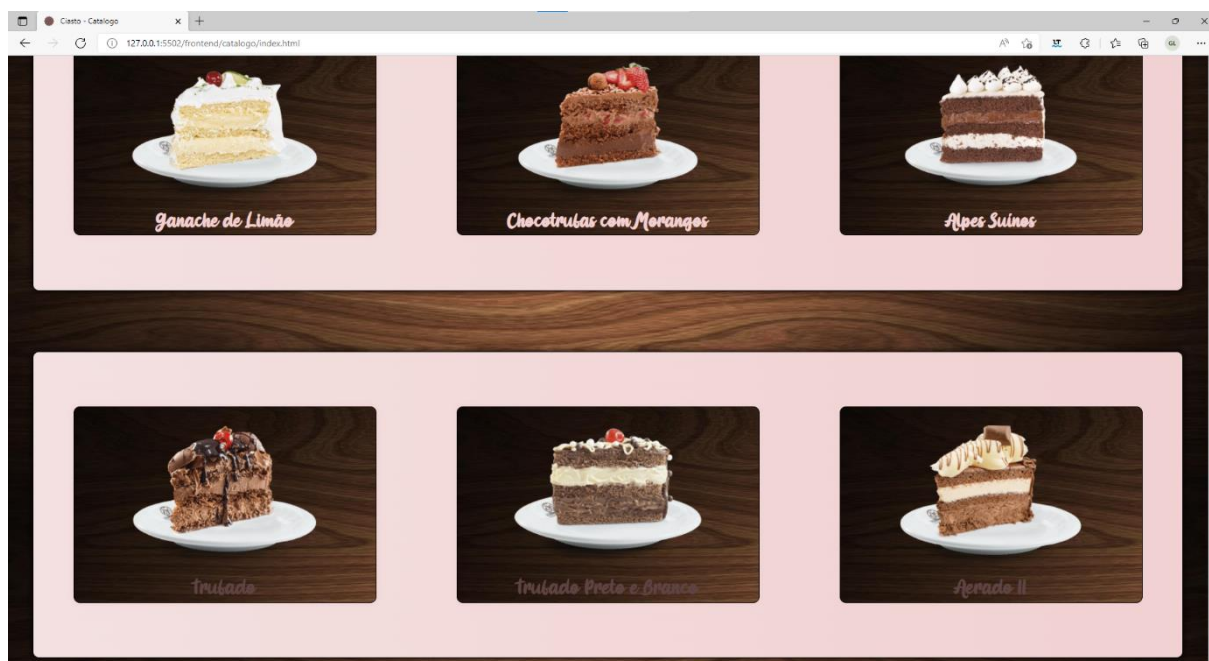 Ciasto - Catalogo
127.0.0.1:5502/frontend/catalogo/index.html
GL
Ganache de Limão
Chocotrufas com Morangos
Alpes Suínos
Trufado
Trufado Preto e Branco
Aerado II